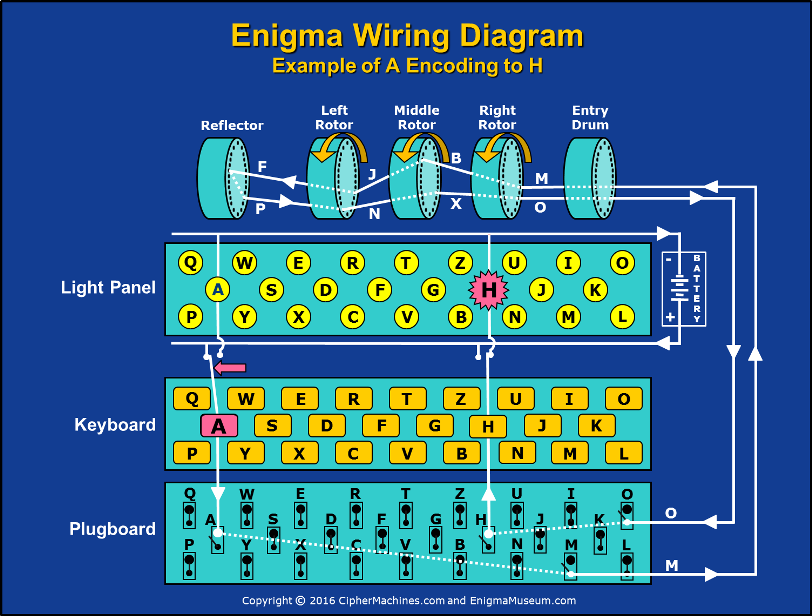 Enigma Wiring Diagram
Example of A Encoding to H
Reflector
Left
Rotor
Middle
Rotor
Right
Rotor
Entry
Drum
F J B M
P N X O
Light Panel
Q W E R T Z U I O
A S D F G H J K
P Y X C V B N M L
-
BATTERY
+
Keyboard
Q W E R T Z U I O
A S D F G H J K
P Y X C V B N M L
Plugboard
Q W E R T Z U I O
A S D F G H J K
P Y X C V B N M L
O
M
Copyright © 2016 CipherMachines.com and EnigmaMuseum.com